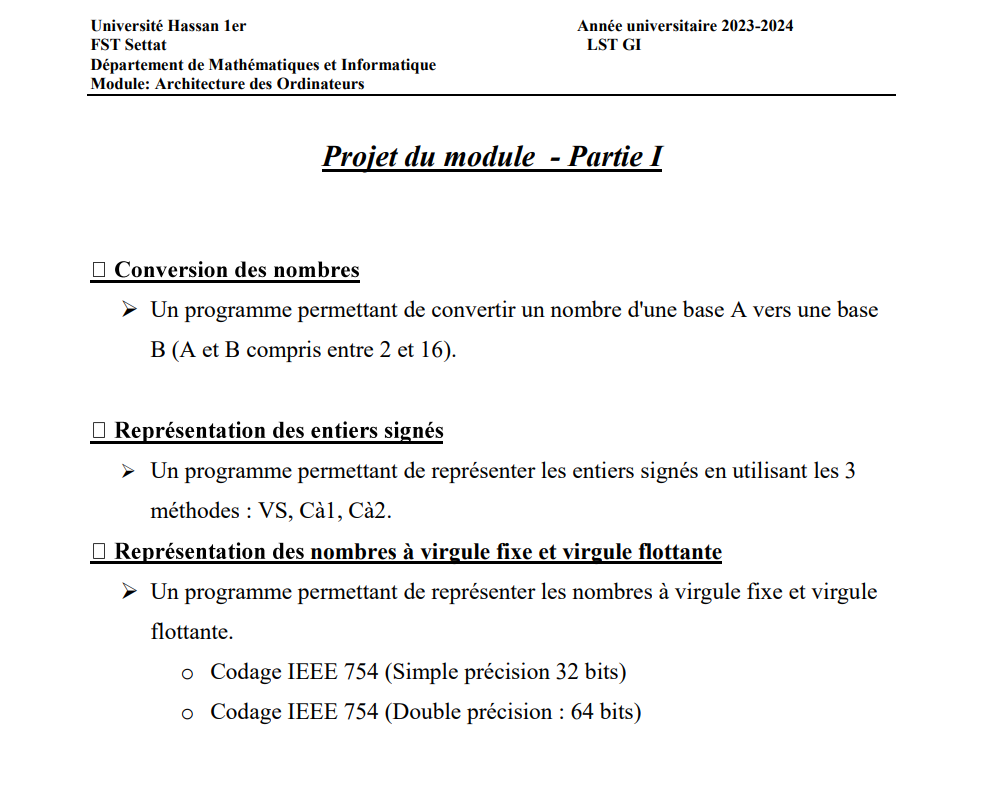 Université Hassan 1er
Année universitaire 2023-2024
FST Settat
LST GI
Département de Mathématiques et Informatique
Module: Architecture des Ordinateurs
Projet du module - Partie I
Conversion des nombres
➢ Un programme permettant de convertir un nombre d'une base A vers une base
B (A et B compris entre 2 et 16).
Représentation des entiers signés
➢ Un programme permettant de représenter les entiers signés en utilisant les 3
méthodes : VS, Cà1, Cà2.
Représentation des nombres à virgule fixe et virgule flottante
➢ Un programme permettant de représenter les nombres à virgule fixe et virgule
flottante.
o Codage IEEE 754 (Simple précision 32 bits)
o Codage IEEE 754 (Double précision : 64 bits)